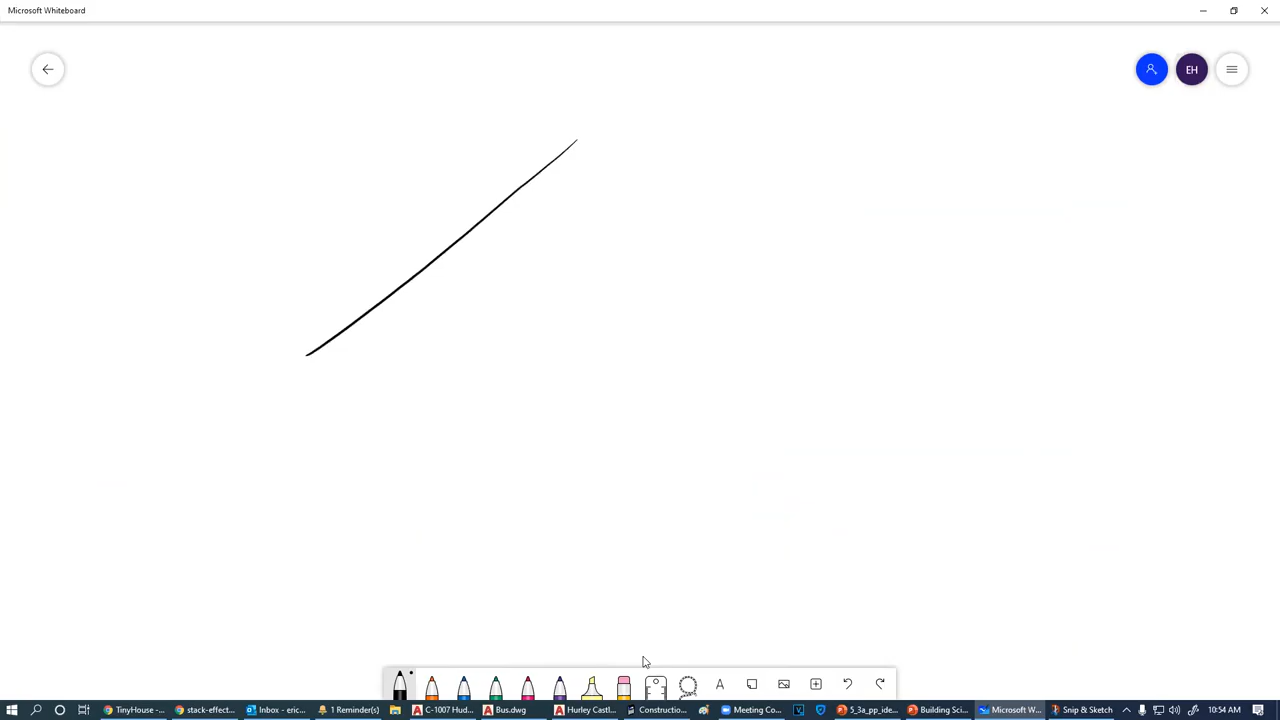 Microsoft Whiteboard
EH
A
TinyHouse -...
stack-effect...
Inbox - eric...
1 Reminder(s)
C-1007 Hud...
Bus.dwg
Hurley Castl...
Constructio...
Meeting Co...
5_3a_pp_ide...
Building Sci...
Microsoft W...
Snip & Sketch
10:54 AM